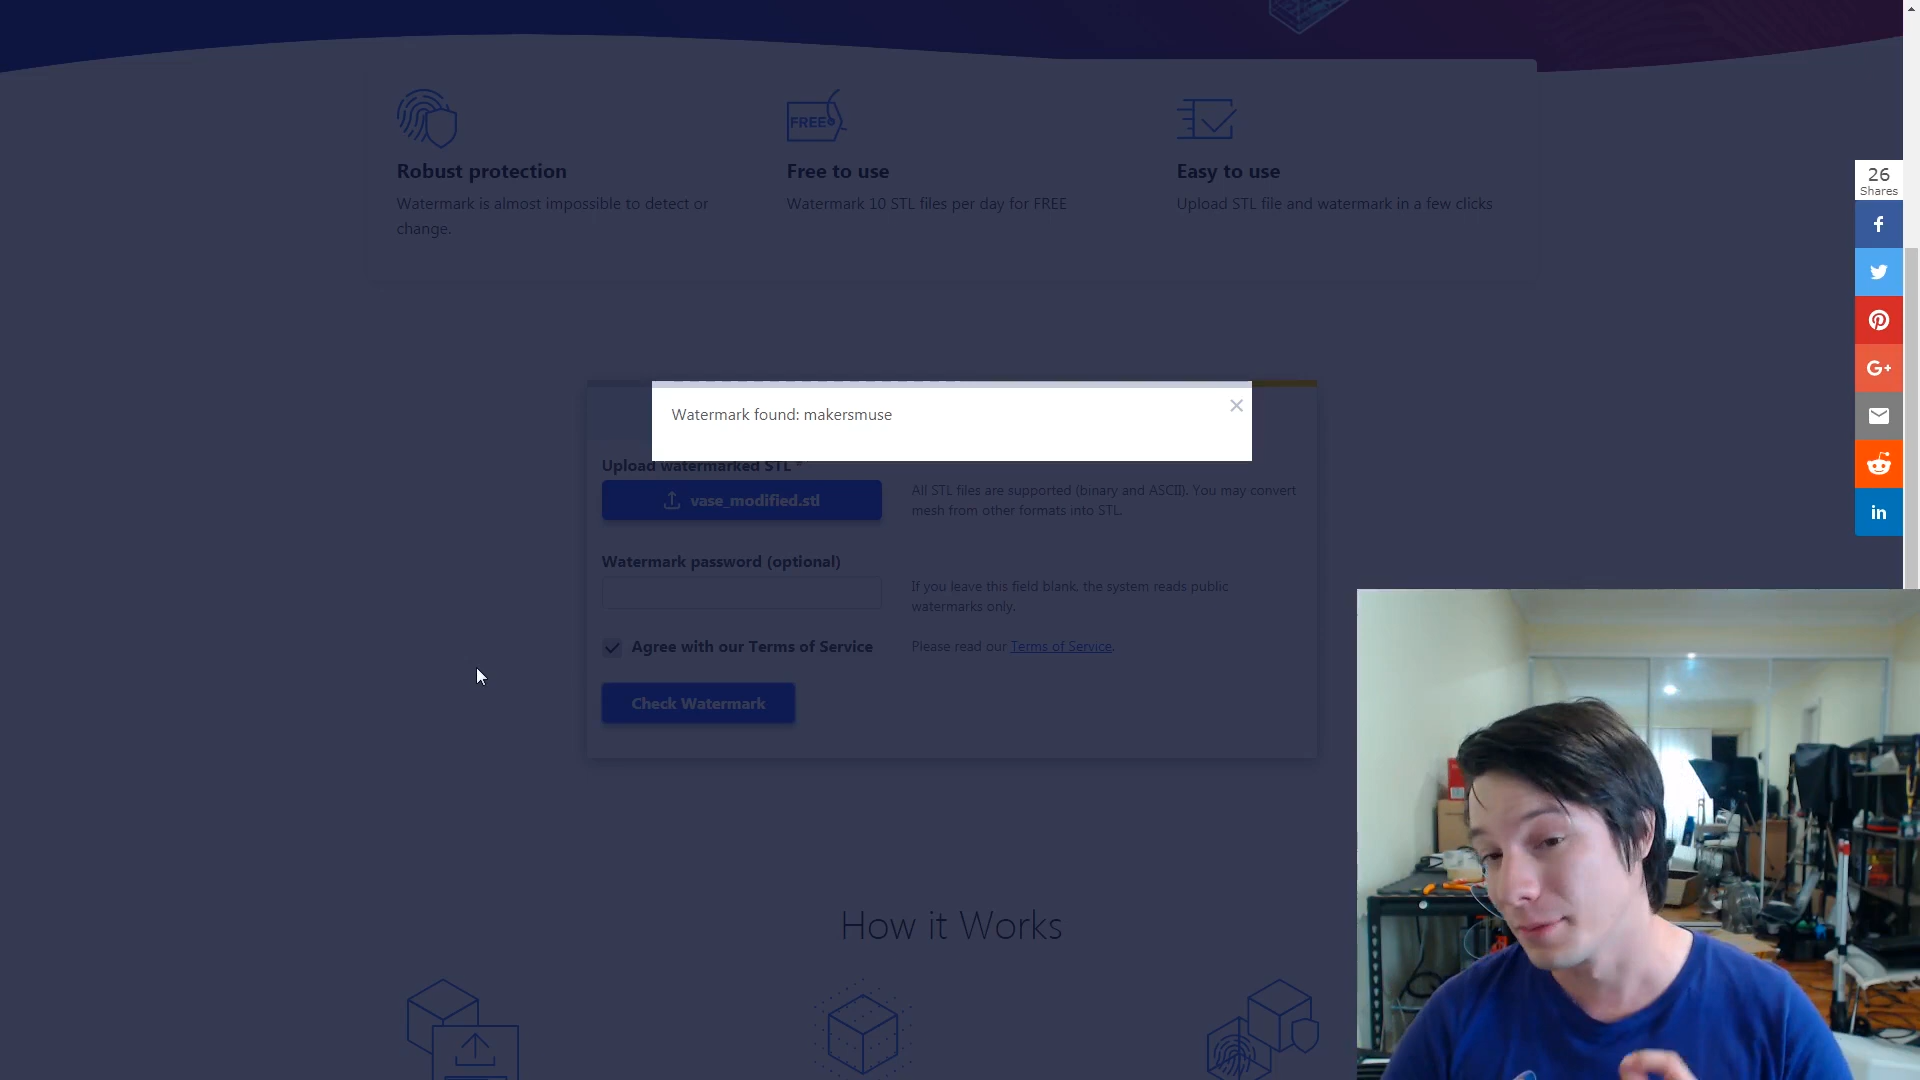 Robust protection
Watermark is almost impossible to detect or
change.
FREE
Free to use
Watermark 10 STL files per day for FREE
Easy to use
Upload STL file and watermark in a few clicks
26
Shares
f
G+
in
Watermark found: makersmuse
Upload watermarked STL *
vase_modified.stl
All STL files are supported (binary and ASCII). You may convert
mesh from other formats into STL.
Watermark password (optional)
If you leave this field blank, the system reads public
watermarks only.
Agree with our Terms of Service
Please read our Terms of Service.
Check Watermark
How it Works